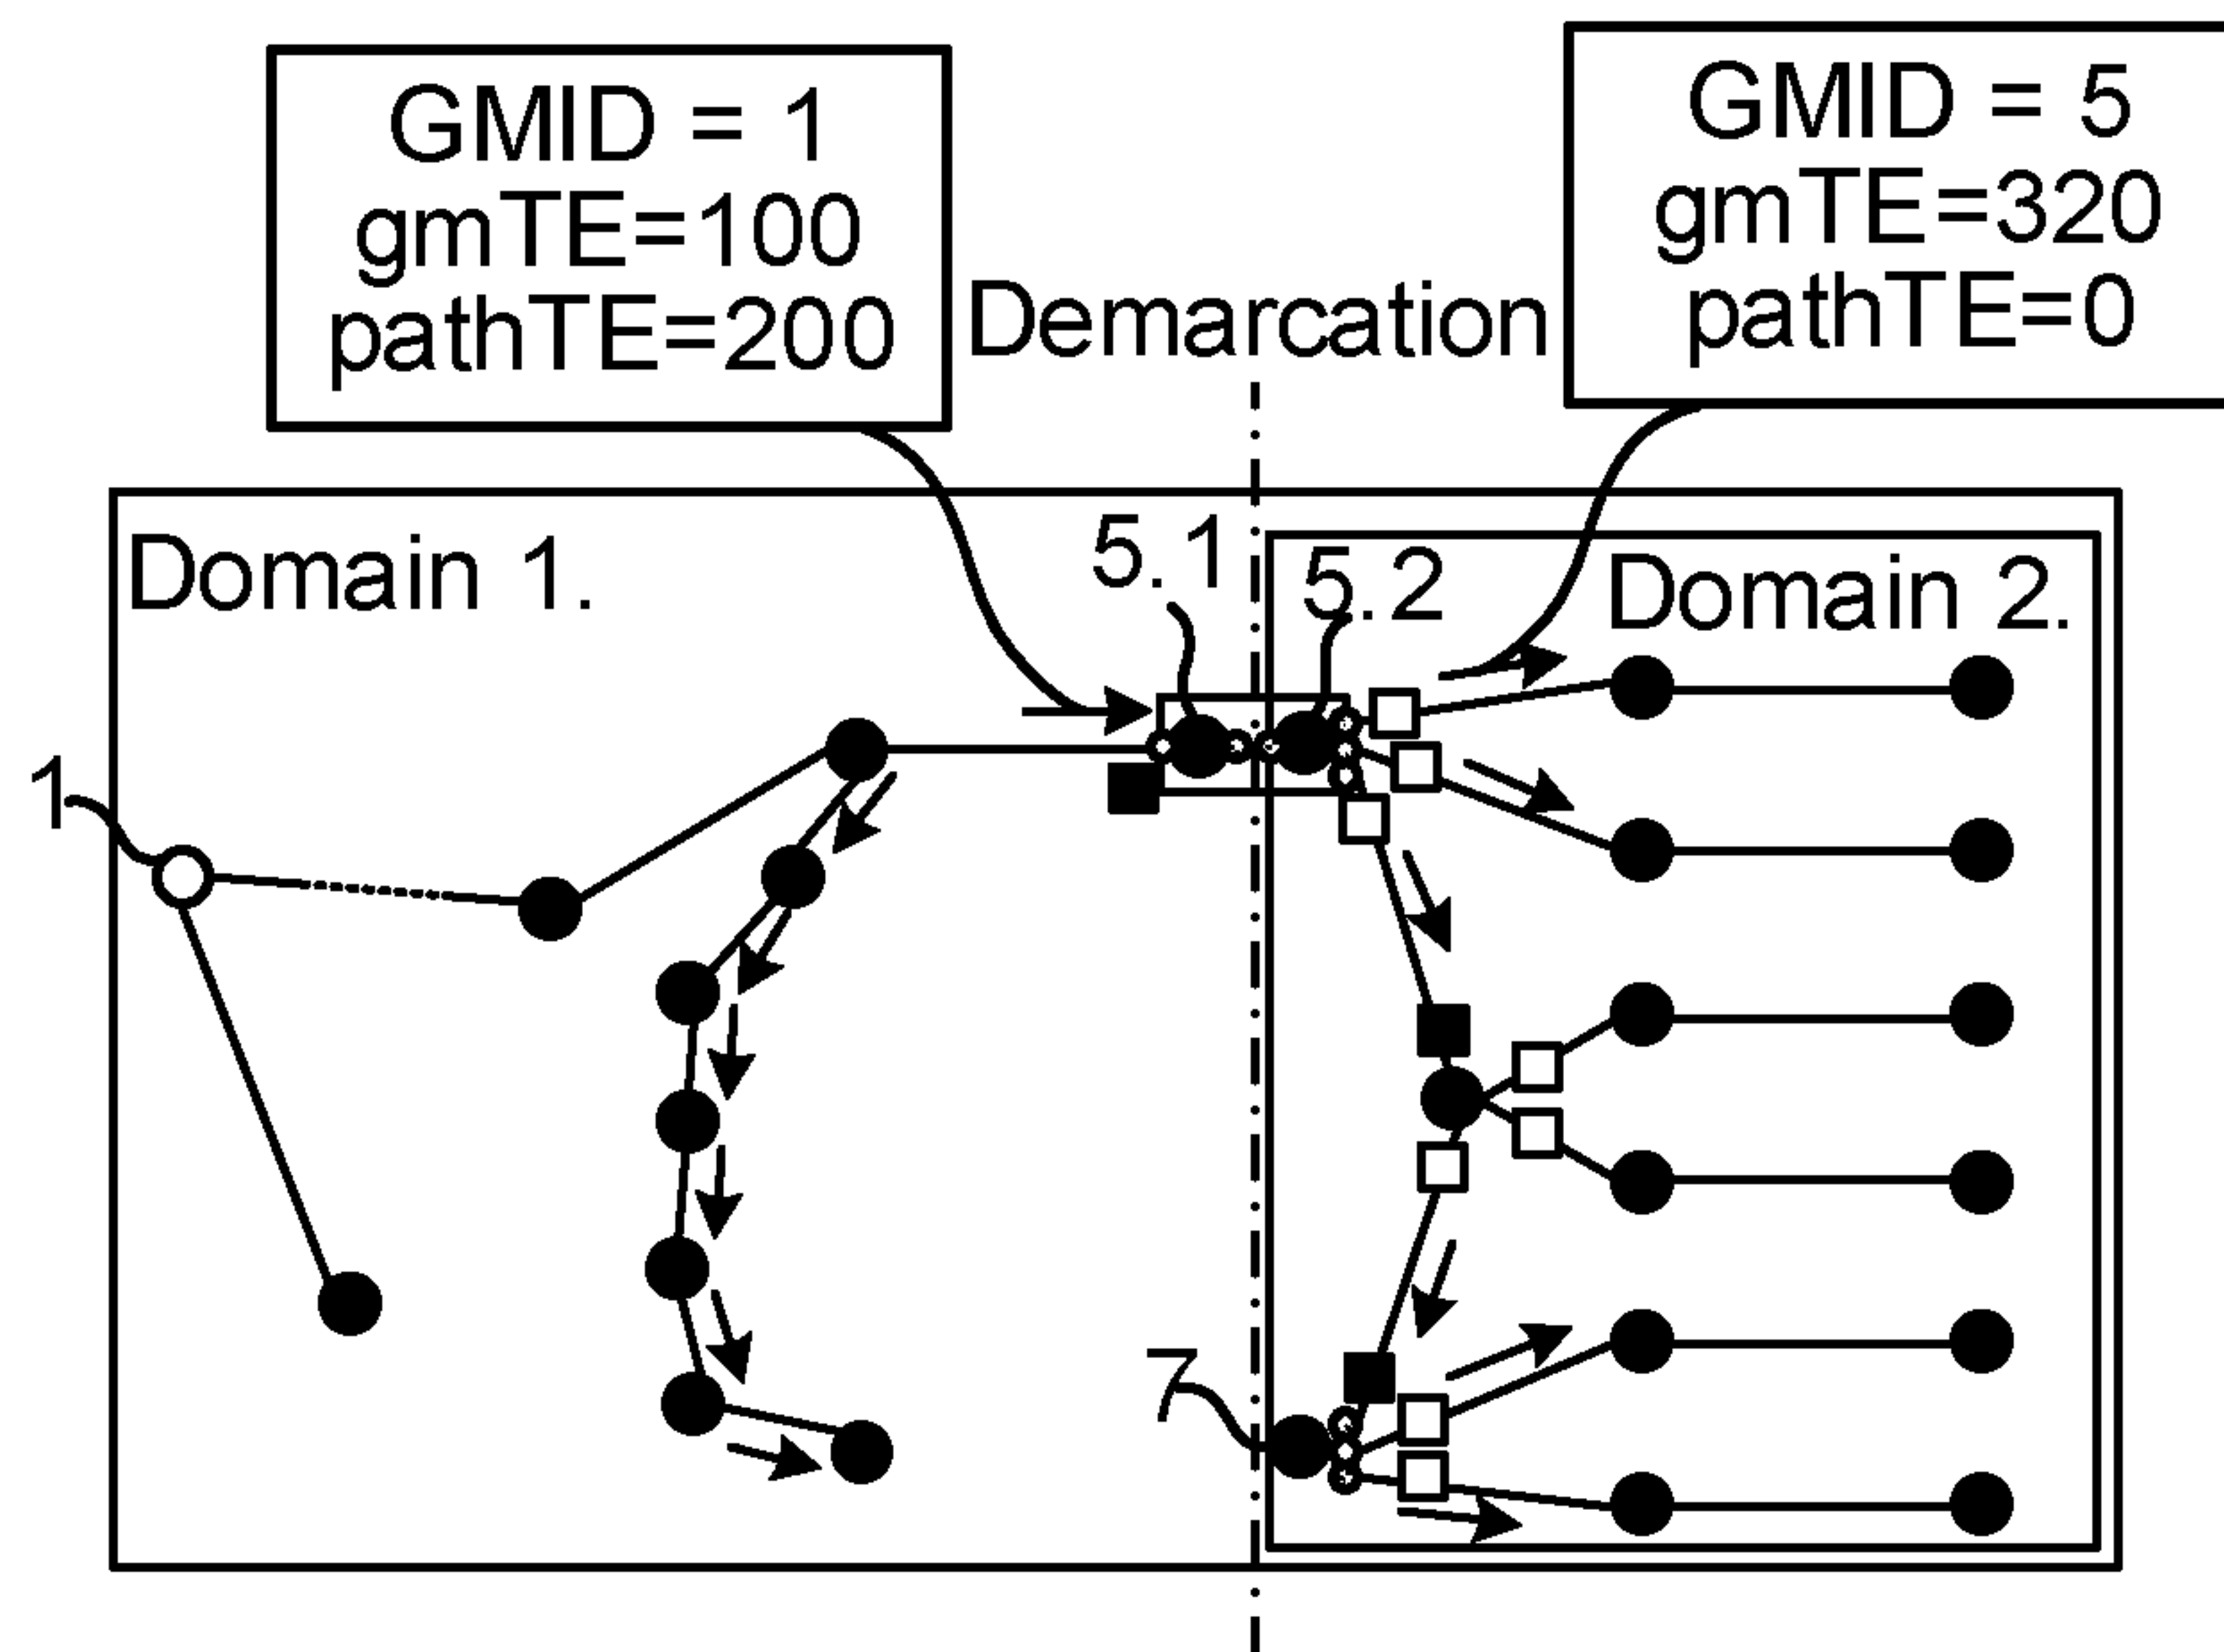 GMID = 1
gmTE=100
pathTE=200
GMID = 5
gmTE=320
pathTE=0
Demarcation
Domain 1.
5.1
5.2
Domain 2.
1
7